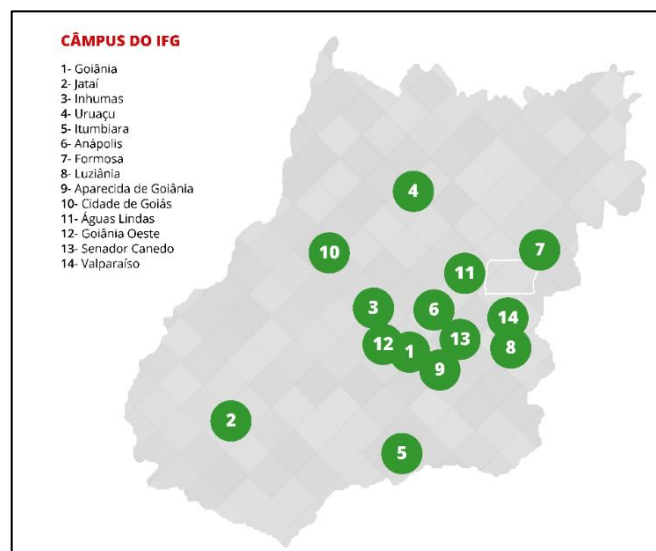 CÂMPUS DO IFG
1- Goiânia
2- Jataí
3- Inhumas
4- Uruaçu
5- Itumbiara
6- Anápolis
7- Formosa
8- Luziânia
9- Aparecida de Goiânia
10- Cidade de Goiás
11- Águas Lindas
12- Goiânia Oeste
13- Senador Canedo
14- Valparaíso
4
7
10
11
3
6
14
12
1
13
8
9
2
5